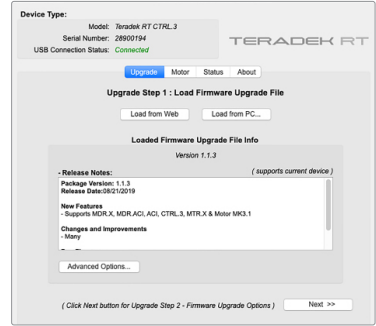 Device Type:
Model: Teradek RT CTRL.3
Serial Number: 28900194
USB Connection Status: Connected
TERADEK RT
Upgrade Motor Status About
Upgrade Step 1 : Load Firmware Upgrade File
Load from Web Load from PC...
Loaded Firmware Upgrade File Info
Version 1.1.3
- Release Notes: ( supports current device )
Package Version: 1.1.3
Release Date:08/21/2019
New Features
- Supports MDR.X, MDR.ACI, ACI, CTRL.3, MTR.X & Motor MK3.1
Changes and Improvements
- Many
Advanced Options...
( Click Next button for Upgrade Step 2 - Firmware Upgrade Options ) Next >>